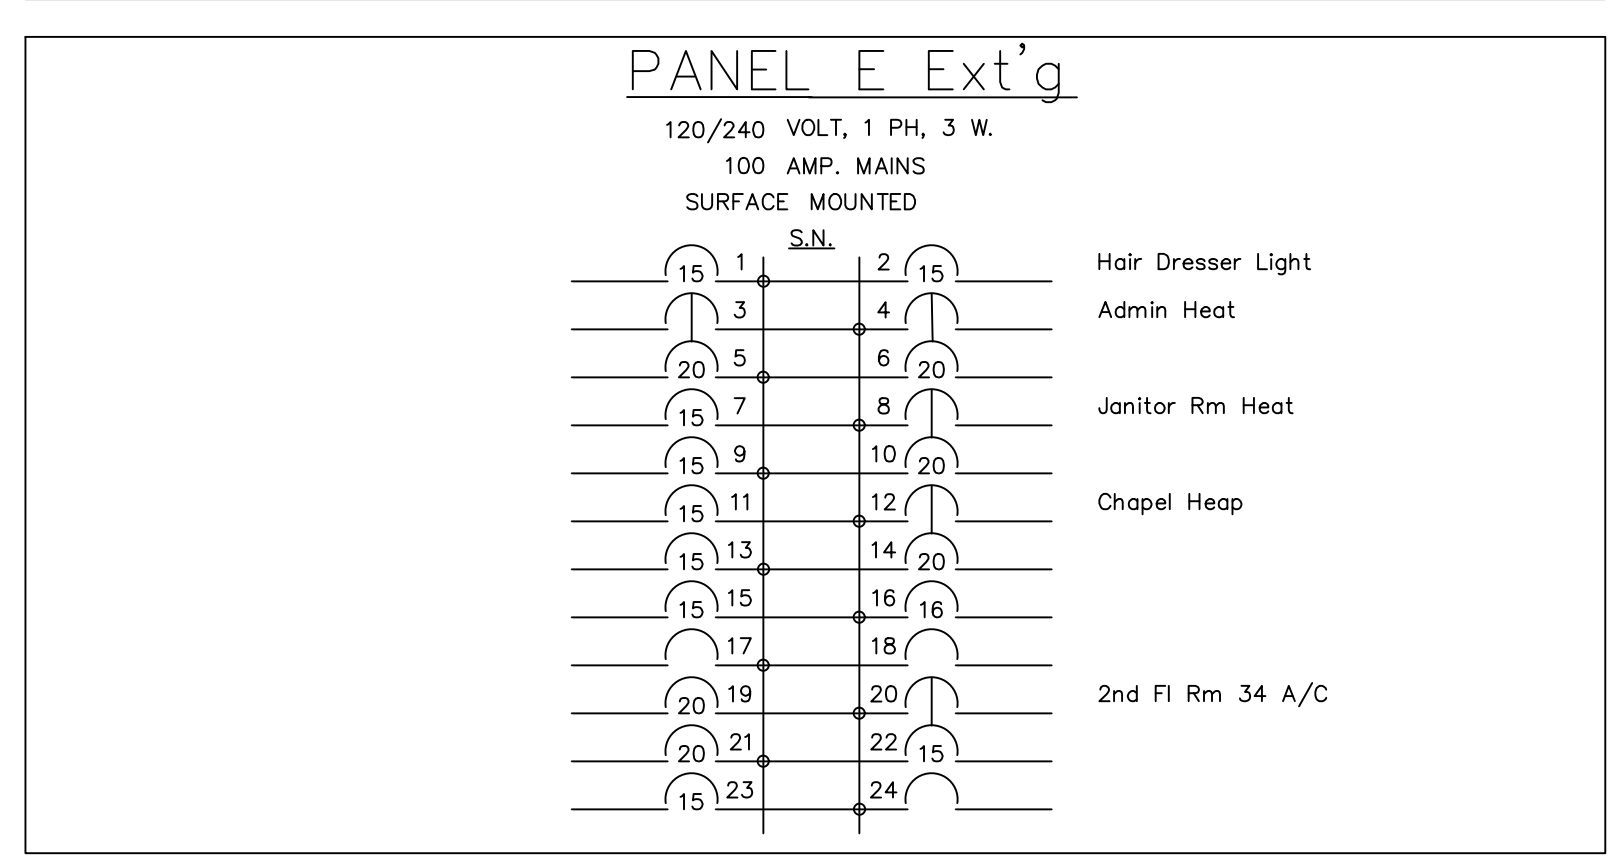 PANEL E Ext'g
120/240 VOLT, 1 PH, 3 W.
100 AMP. MAINS
SURFACE MOUNTED
S.N.
15 1 2 15 Hair Dresser Light
3 4 Admin Heat
20 5 6 20
15 7 8 Janitor Rm Heat
15 9 10 20
15 11 12 Chapel Heap
15 13 14 20
15 15 16 16
17 18
20 19 20 2nd Fl Rm 34 A/C
20 21 22 15
15 23 24